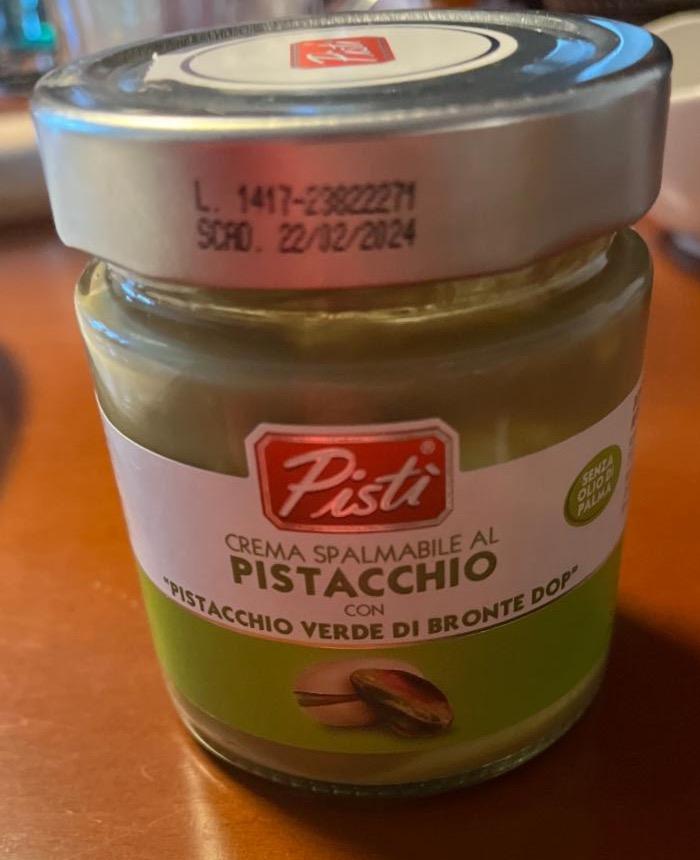 Pistì
L. 1417-23822271
SCAD. 22/02/2024
Pistì®
CREMA SPALMABILE AL
PISTACCHIO
CON
"PISTACCHIO VERDE DI BRONTE DOP"
SENZA
OLIO DI
PALMA